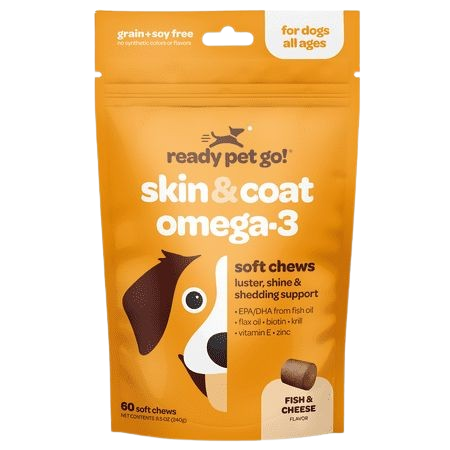 grain+soy free
no synthetic colors or flavors
for dogs
all ages
ready pet go!
skin & coat
omega-3
soft chews
luster, shine &
shedding support
• EPA/DHA from fish oil
• flax oil • biotin • krill
• vitamin E • zinc
60 soft chews
NET CONTENTS 8.5 OZ (240g)
FISH &
CHEESE
FLAVOR